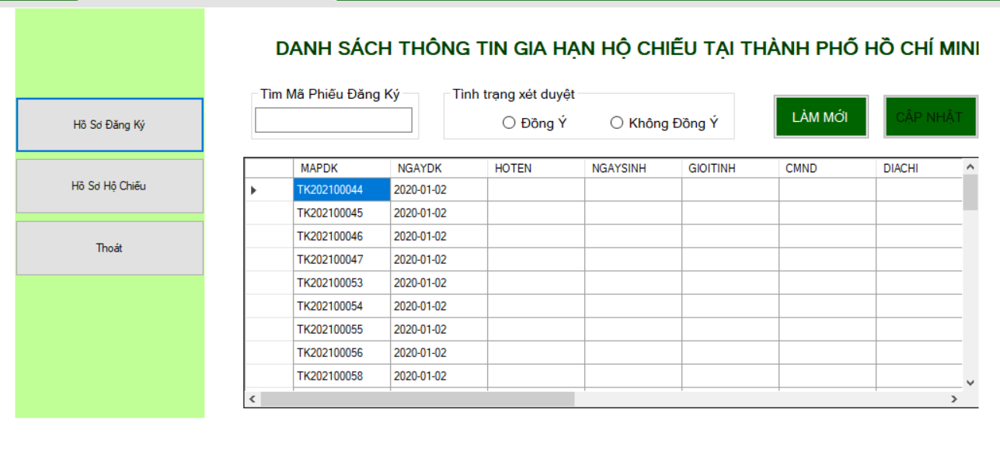 DANH SÁCH THÔNG TIN GIA HẠN HỘ CHIẾU TẠI THÀNH PHỐ HỒ CHÍ MINH
Tìm Mã Phiếu Đăng Ký
Tình trạng xét duyệt
Đồng Ý Không Đồng Ý
LÀM MỚI CẬP NHẬT
Hồ Sơ Đăng Ký
Hồ Sơ Hộ Chiếu
Thoát
MAPDK NGAYDK HOTEN NGAYSINH GIOITINH CMND DIACHI
TK202100044 2020-01-02
TK202100045 2020-01-02
TK202100046 2020-01-02
TK202100047 2020-01-02
TK202100053 2020-01-02
TK202100054 2020-01-02
TK202100055 2020-01-02
TK202100056 2020-01-02
TK202100058 2020-01-02